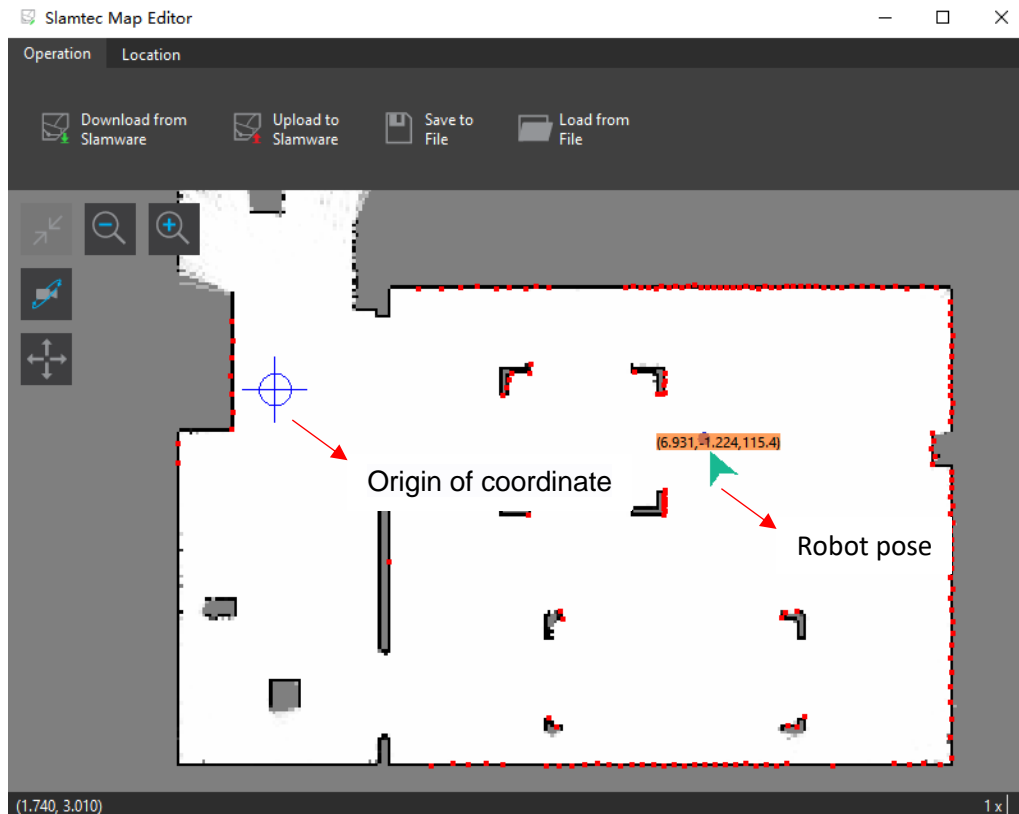 Slamtec Map Editor
Operation Location
Download from
Slamware
Upload to
Slamware
Save to
File
Load from
File
(6.931,-1.224,115.4)
Origin of coordinate
Robot pose
(1.740, 3.010)
1 x